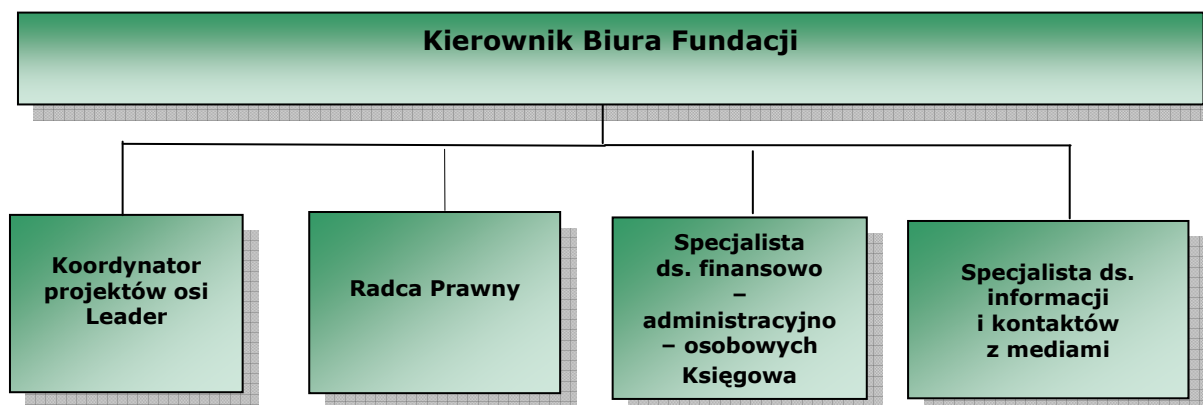 Kierownik Biura Fundacji
Koordynator
projektów osi
Leader
Radca Prawny
Specjalista
ds. finansowo
–
administracyjno
– osobowych
Księgowa
Specjalista ds.
informacji
i kontaktów
z mediami